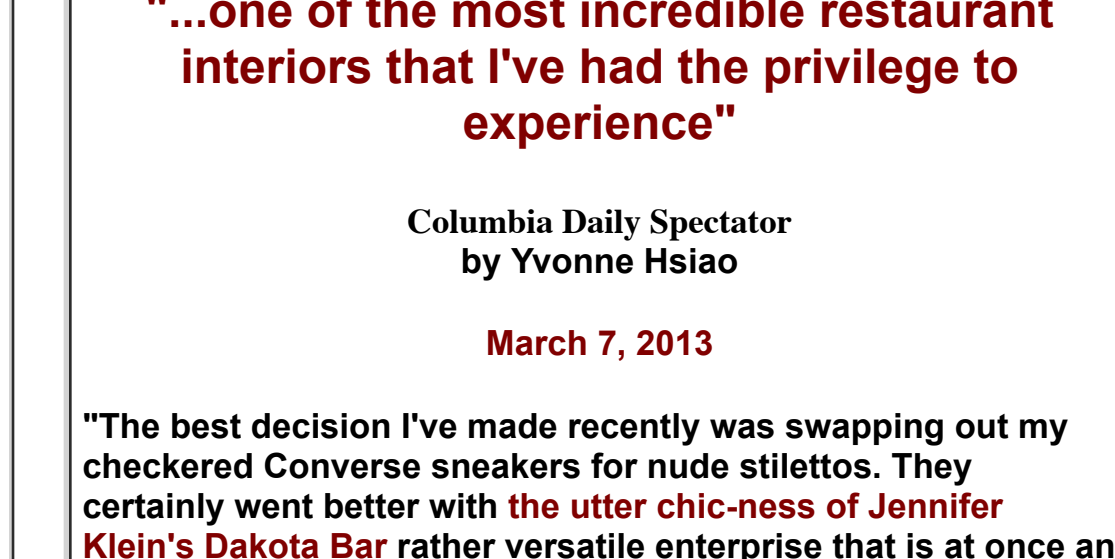 "...one of the most incredible restaurant
interiors that I've had the privilege to
experience"
Columbia Daily Spectator
by Yvonne Hsiao
March 7, 2013
"The best decision I've made recently was swapping out my
checkered Converse sneakers for nude stilettos. They
certainly went better with the utter chic-ness of Jennifer
Klein's Dakota Bar rather versatile enterprise that is at once an